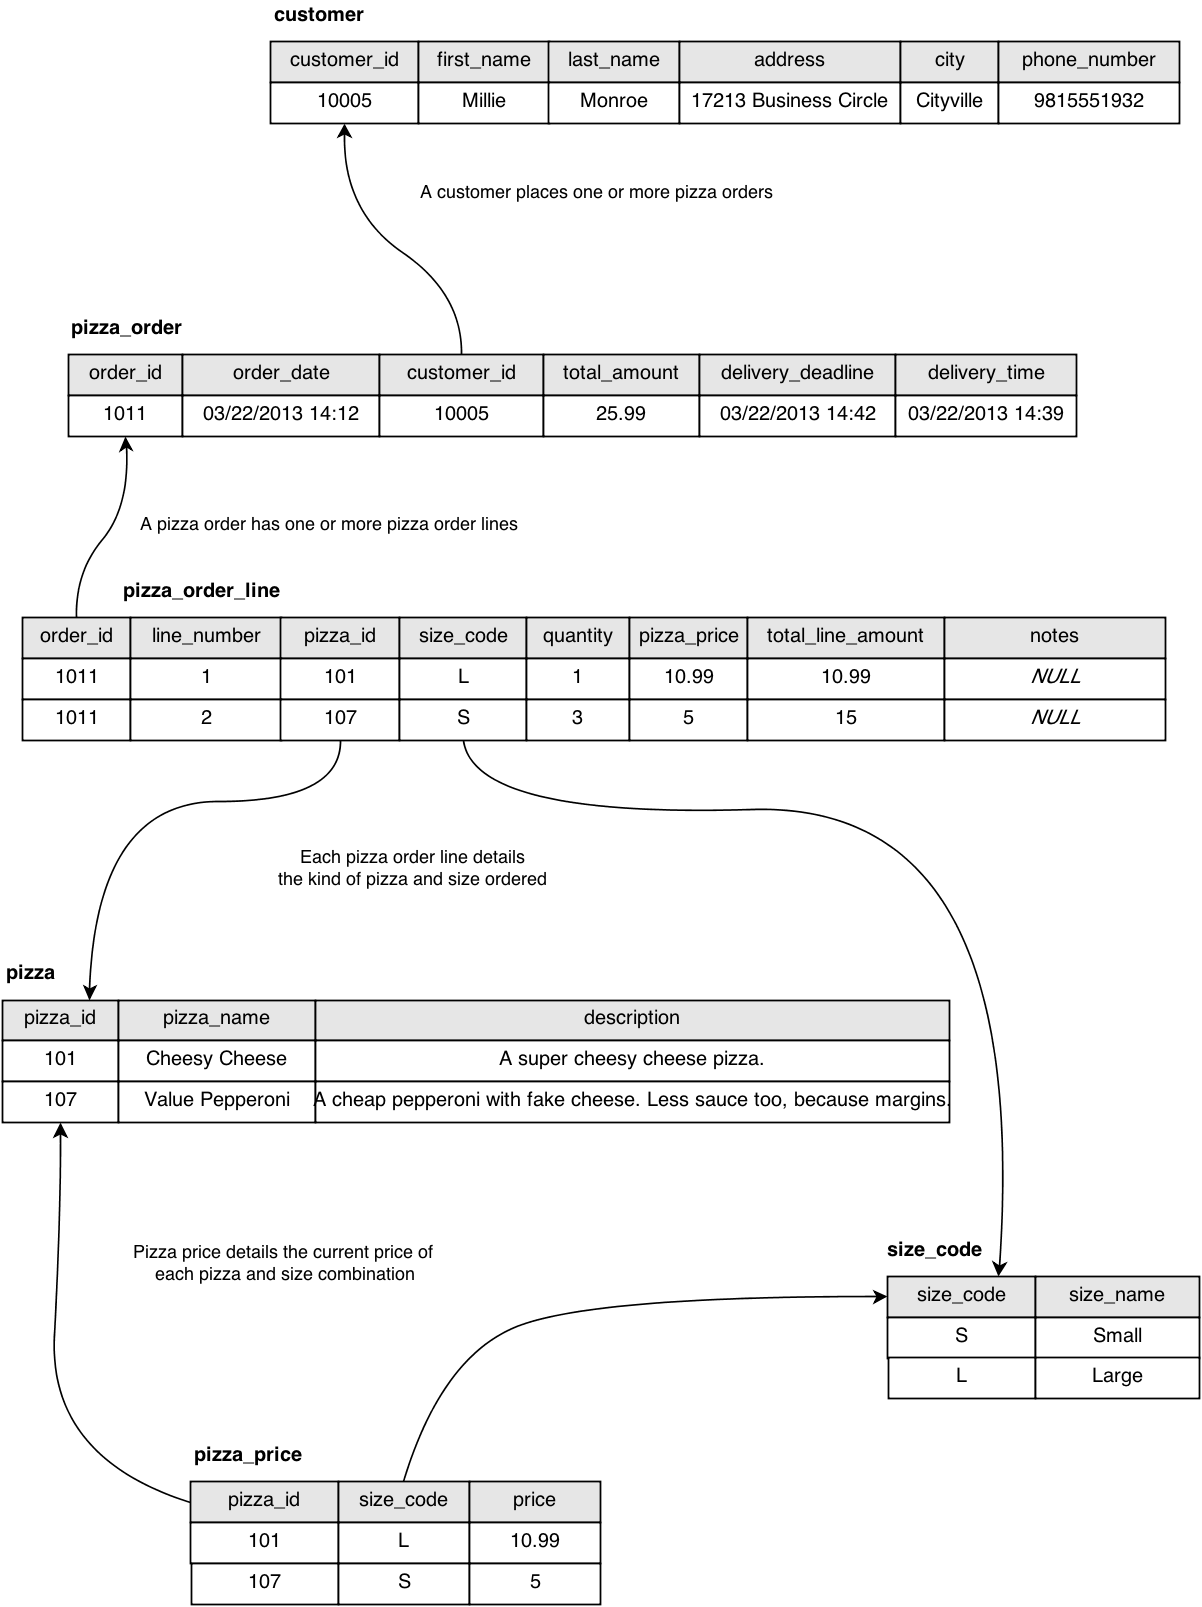 customer
customer_id first_name last_name address city phone_number
10005 Millie Monroe 17213 Business Circle Cityville 9815551932
A customer places one or more pizza orders
pizza_order
order_id order_date customer_id total_amount delivery_deadline delivery_time
1011 03/22/2013 14:12 10005 25.99 03/22/2013 14:42 03/22/2013 14:39
A pizza order has one or more pizza order lines
pizza_order_line
order_id line_number pizza_id size_code quantity pizza_price total_line_amount notes
1011 1 101 L 1 10.99 10.99 NULL
1011 2 107 S 3 5 15 NULL
Each pizza order line details
the kind of pizza and size ordered
pizza
pizza_id pizza_name description
101 Cheesy Cheese A super cheesy cheese pizza.
107 Value Pepperoni A cheap pepperoni with fake cheese. Less sauce too, because margins.
Pizza price details the current price of
each pizza and size combination
size_code
size_code size_name
S Small
L Large
pizza_price
pizza_id size_code price
101 L 10.99
107 S 5